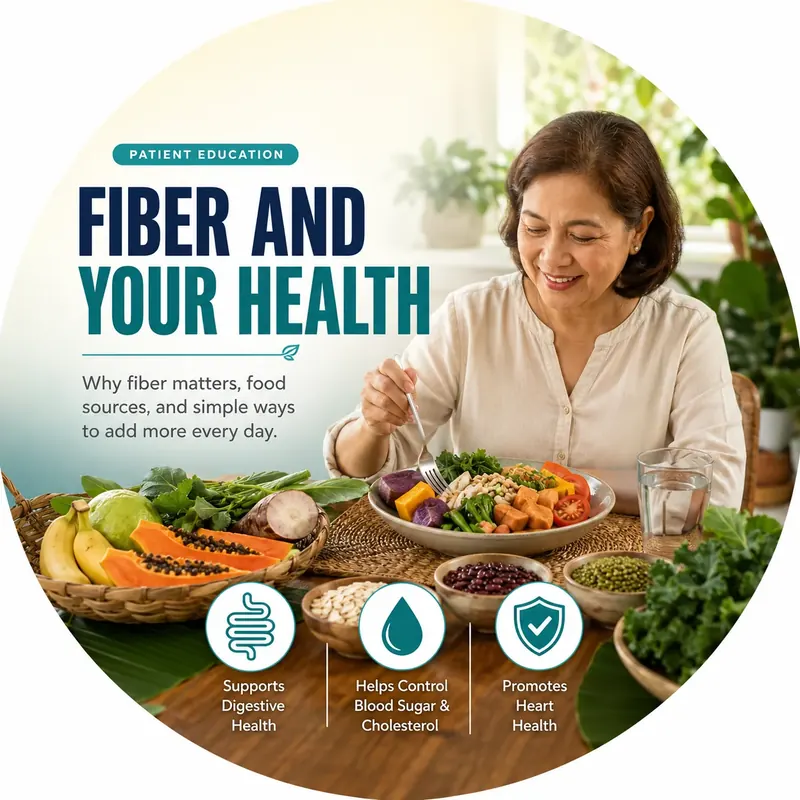 PATIENT EDUCATION
FIBER AND
YOUR HEALTH
Why fiber matters, food
sources, and simple ways
to add more every day.
Supports
Digestive
Health
Helps Control
Blood Sugar &
Cholesterol
Promotes
Heart
Health